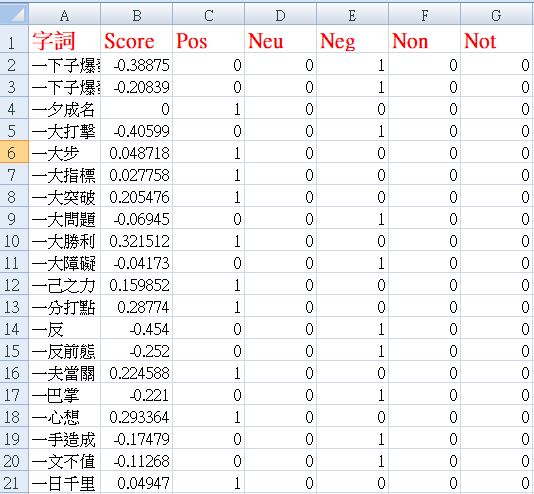 A B C D E F G
1 字詞 Score Pos Neu Neg Non Not
2 一下子爆 -0.38875 0 0 1 0 0
3 一下子爆 -0.20839 0 0 1 0 0
4 一夕成名 0 1 0 0 0 0
5 一大打擊 -0.40599 0 0 1 0 0
6 一大步 0.048718 1 0 0 0 0
7 一大指標 0.027758 1 0 0 0 0
8 一大突破 0.205476 1 0 0 0 0
9 一大問題 -0.06945 0 0 1 0 0
10 一大勝利 0.321512 1 0 0 0 0
11 一大障礙 -0.04173 0 0 1 0 0
12 一己之力 0.159852 1 0 0 0 0
13 一分打點 0.28774 1 0 0 0 0
14 一反 -0.454 0 0 1 0 0
15 一反前態 -0.252 0 0 1 0 0
16 一夫當關 0.224588 1 0 0 0 0
17 一巴掌 -0.221 0 0 1 0 0
18 一心想 0.293364 1 0 0 0 0
19 一手造成 -0.17479 0 0 1 0 0
20 一文不值 -0.11268 0 0 1 0 0
21 一日千里 0.04947 1 0 0 0 0